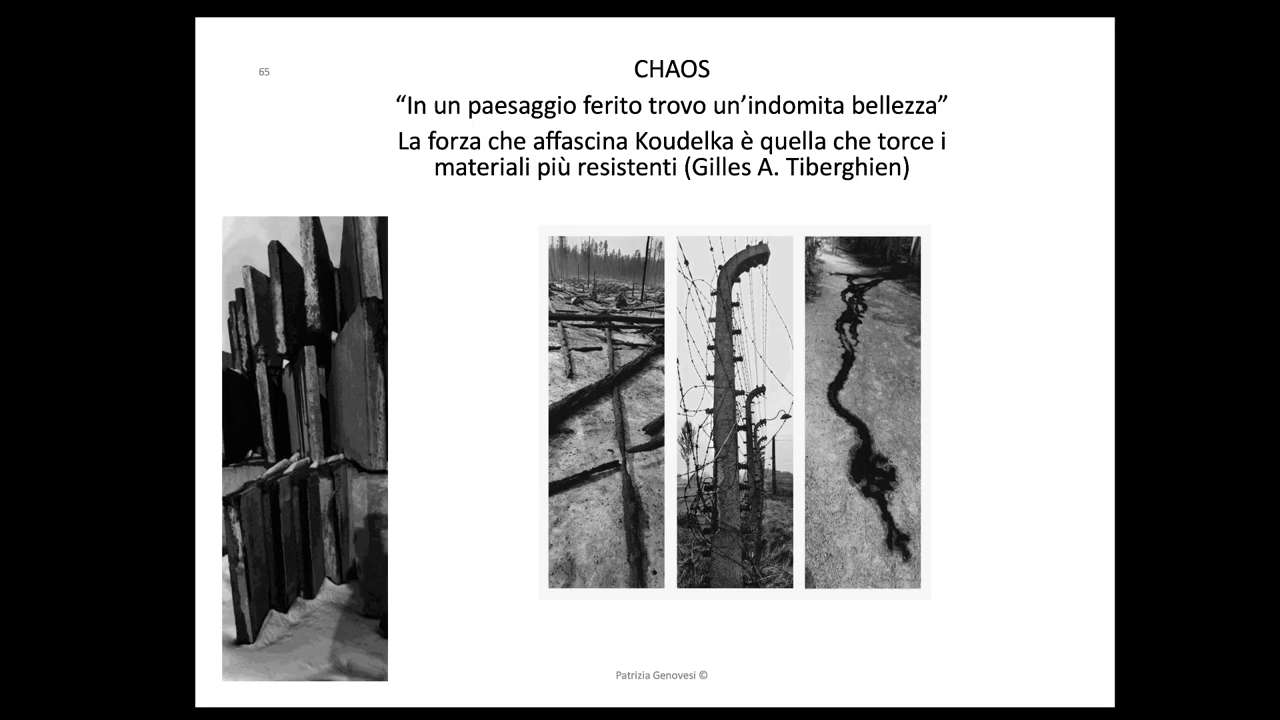 65
CHAOS
“In un paesaggio ferito trovo un’indomita bellezza”
La forza che affascina Koudelka è quella che torce i
materiali più resistenti (Gilles A. Tiberghien)
Patrizia Genovesi ©